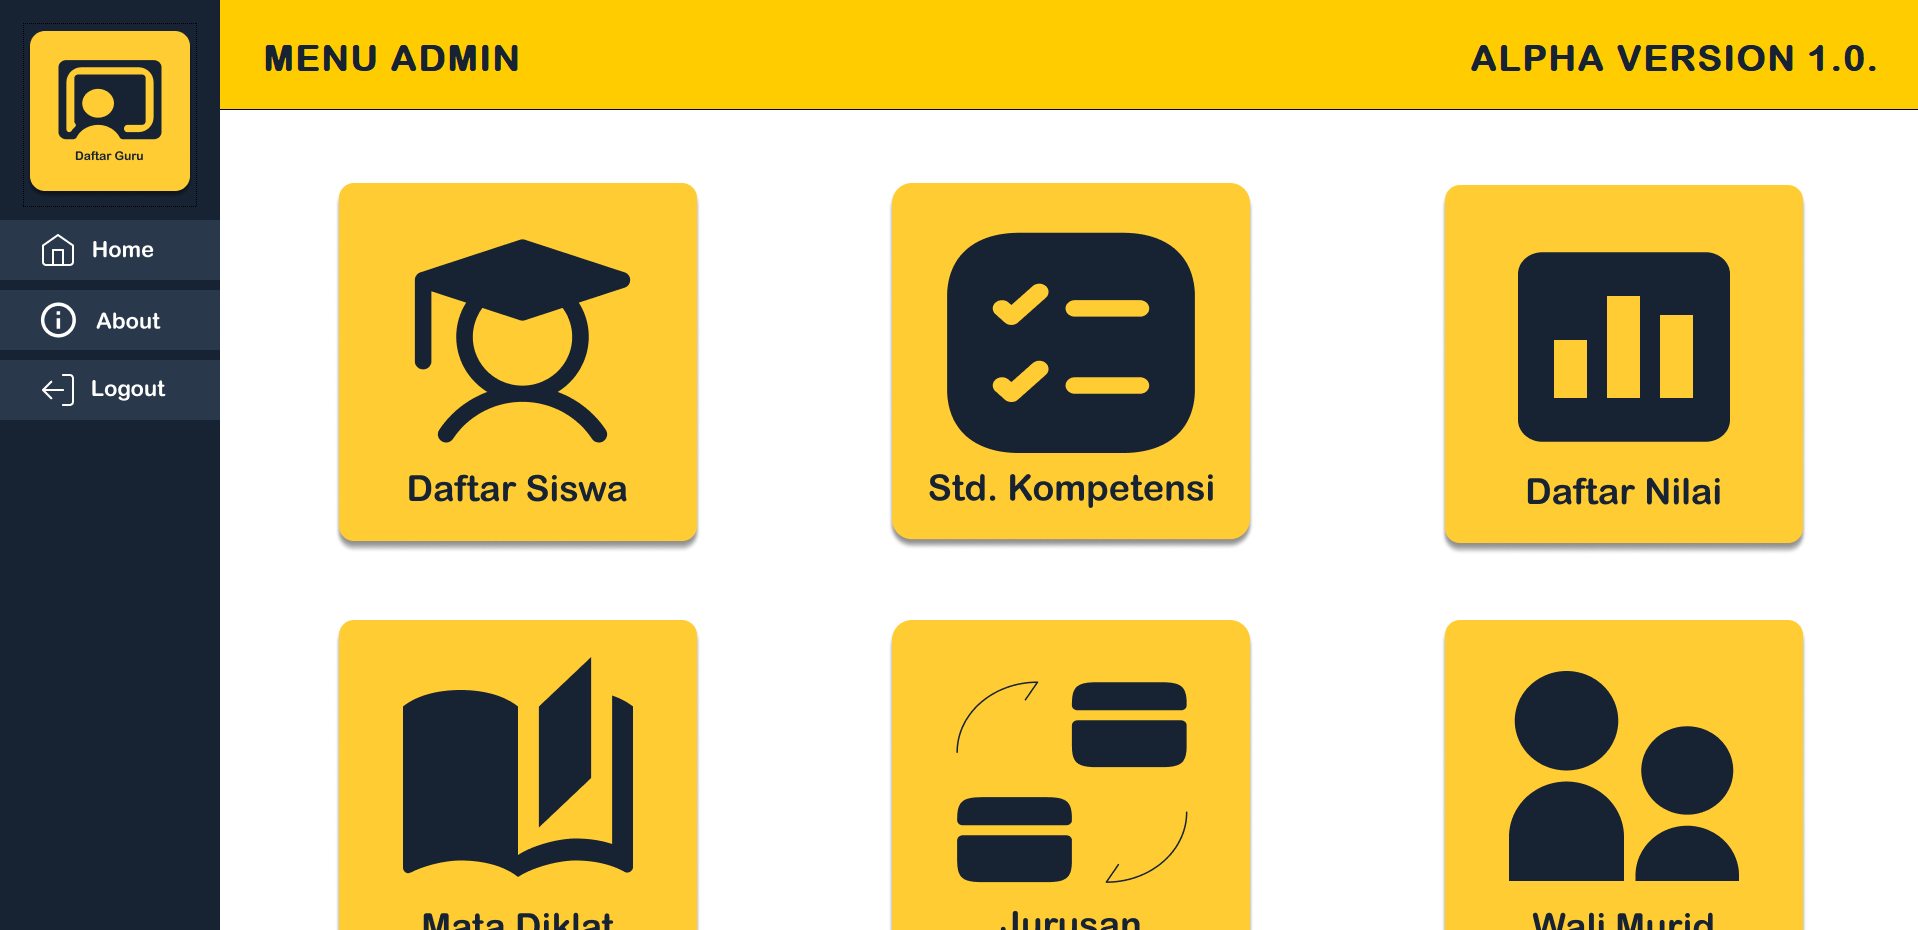 MENU ADMIN
ALPHA VERSION 1.0.
Daftar Guru
Home
About
Logout
Daftar Siswa
Std. Kompetensi
Daftar Nilai
Mata Diklat
Jurusan
Wali Murid